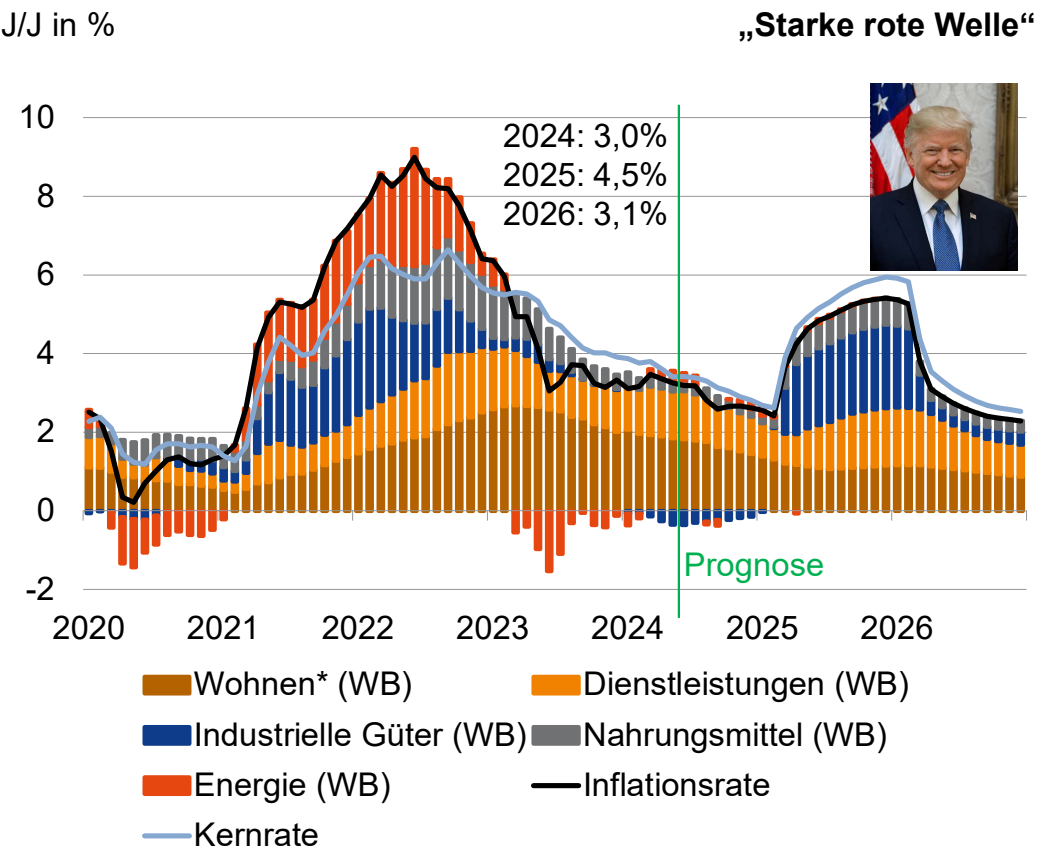 J/J in %
„Starke rote Welle“
10
2024: 3,0%
2025: 4,5%
8
2026: 3,1%
6
4
2
0
Prognose
-2
2020 2021 2022 2023 2024 2025 2026
Wohnen* (WB) Dienstleistungen (WB)
Industrielle Güter (WB) Nahrungsmittel (WB)
Energie (WB) Inflationsrate
Kernrate